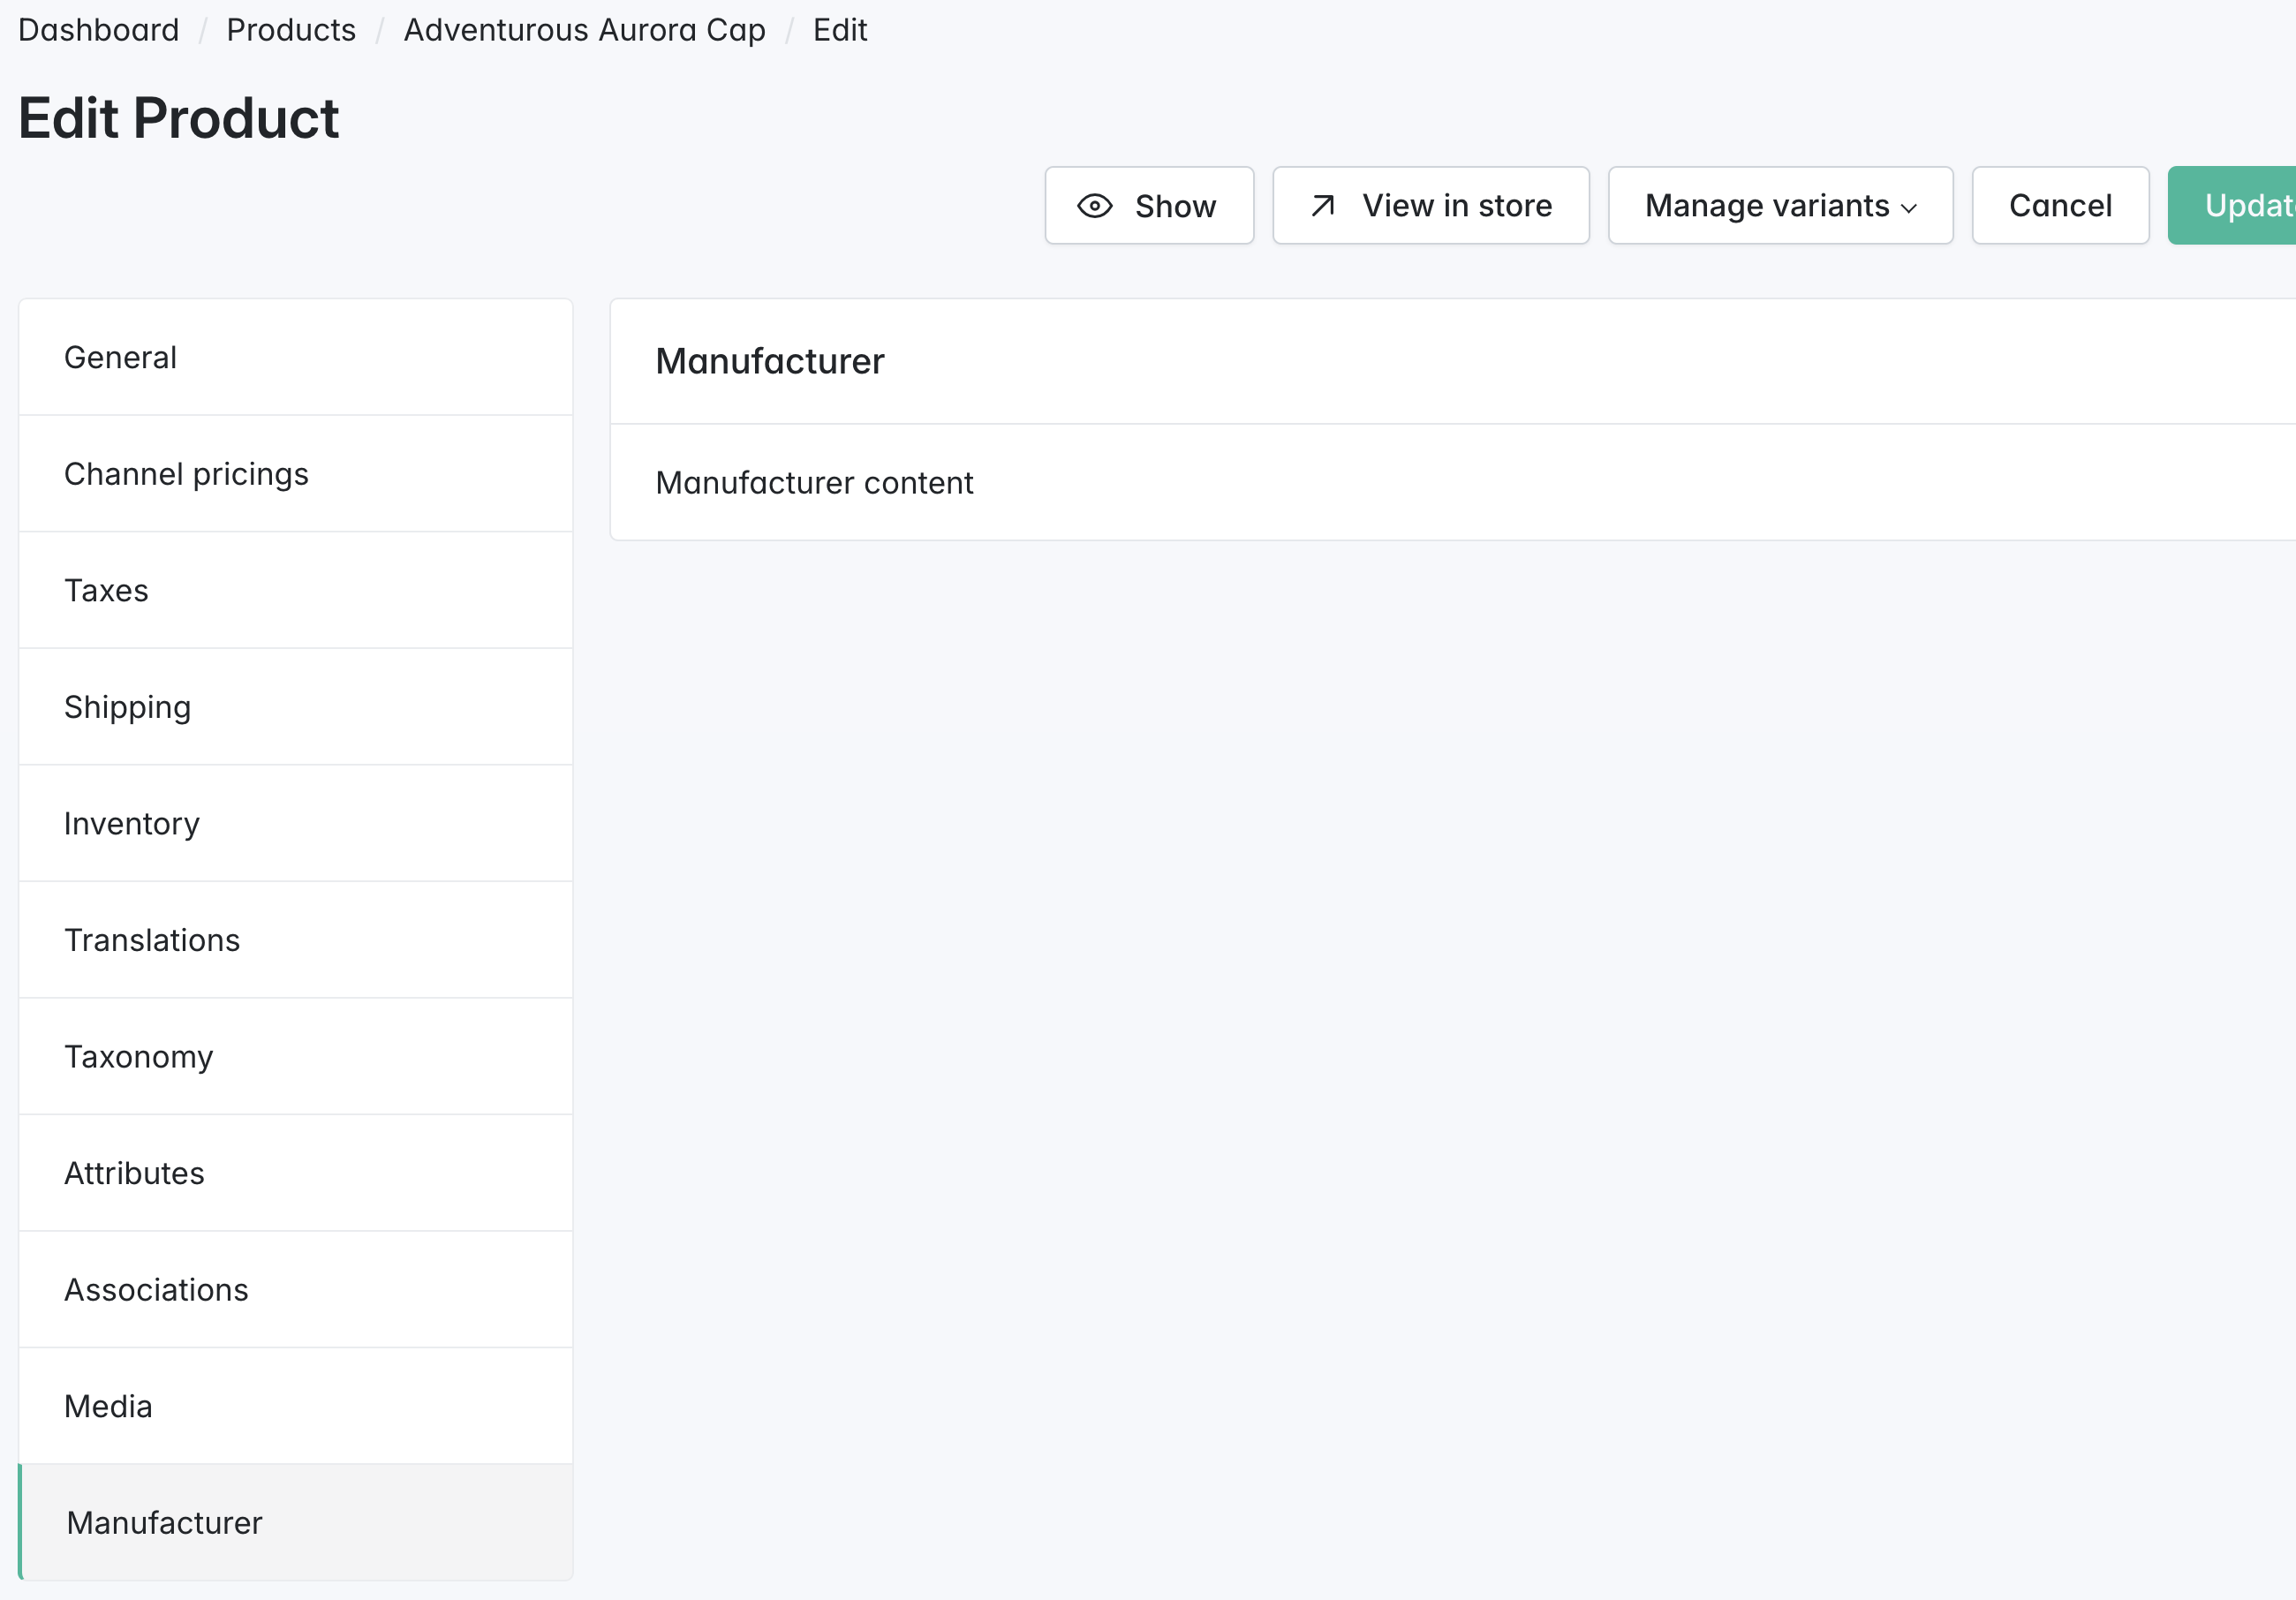 Dashboard / Products / Adventurous Aurora Cap / Edit
Edit Product
Show View in store Manage variants Cancel Updat
General
Channel pricings
Taxes
Shipping
Inventory
Translations
Taxonomy
Attributes
Associations
Media
Manufacturer
Manufacturer
Manufacturer content